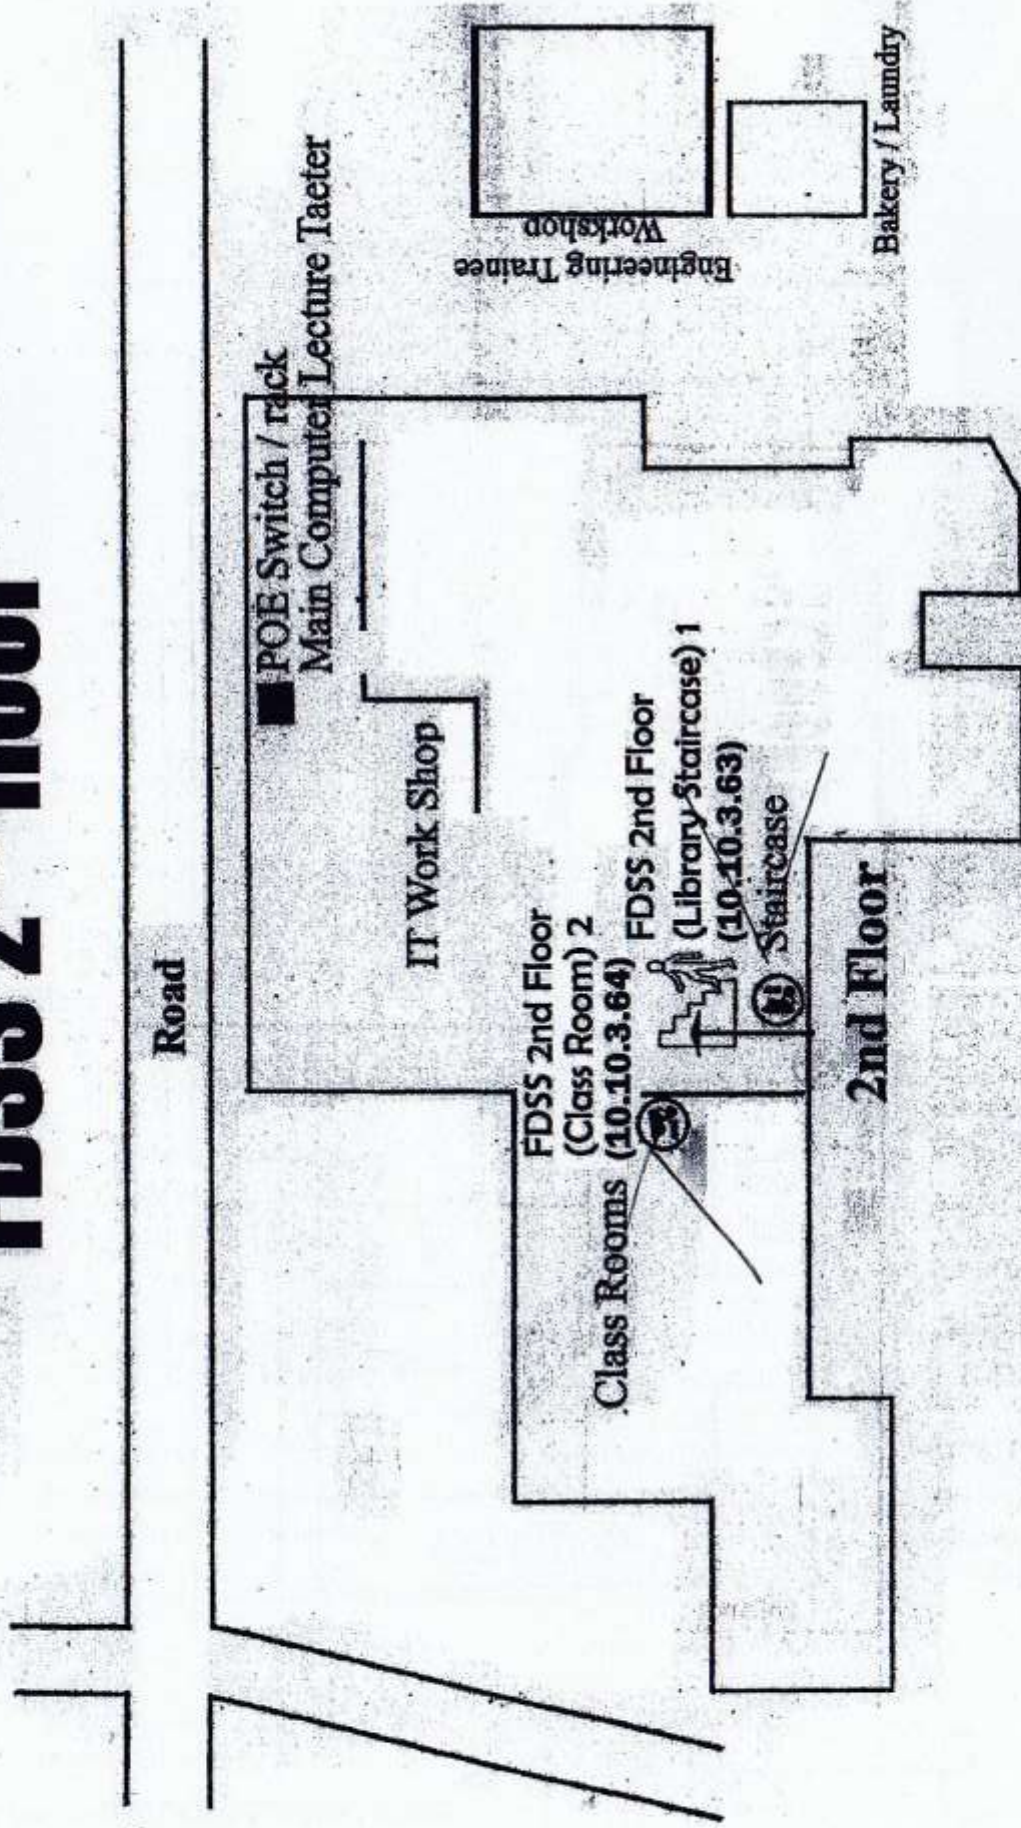 Road
POE Switch / rack
Main Computer Lecture Taeter
IT Work Shop
Engineering Trainee
Workshop
Bakery / Laundry
FDSS 2nd Floor
(Class Room) 2
(10.10.3.64)
Class Rooms
FDSS 2nd Floor
(Library Staircase) 1
(10.10.3.63)
Staircase
2nd Floor